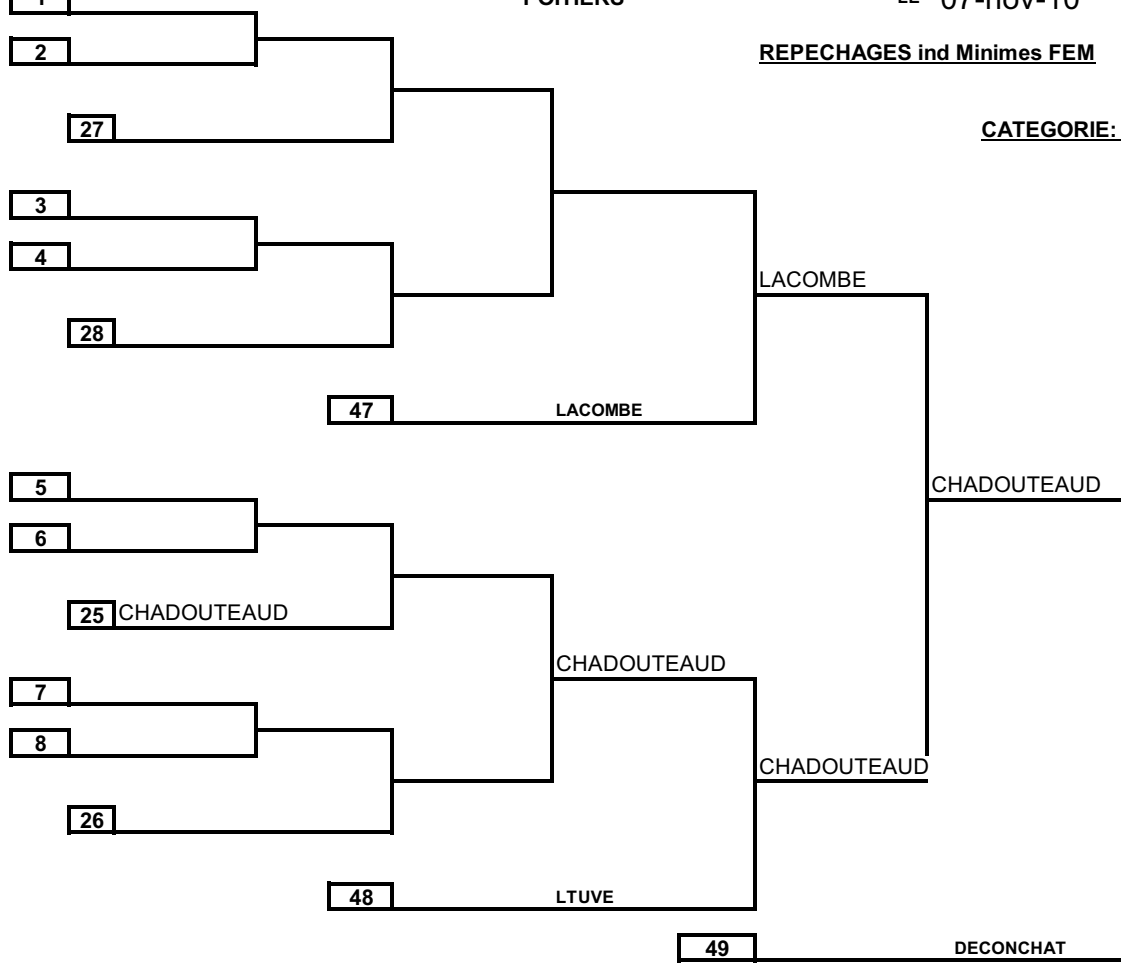 1
POITIERS
LE 07-nov-10
2
REPECHAGES ind Minimes FEM
27
CATEGORIE:
3
4
LACOMBE
28
47 LACOMBE
5
CHADOUTEAUD
6
25 CHADOUTEAUD
CHADOUTEAUD
7
8
CHADOUTEAUD
26
48 LTUVE
49 DECONCHAT